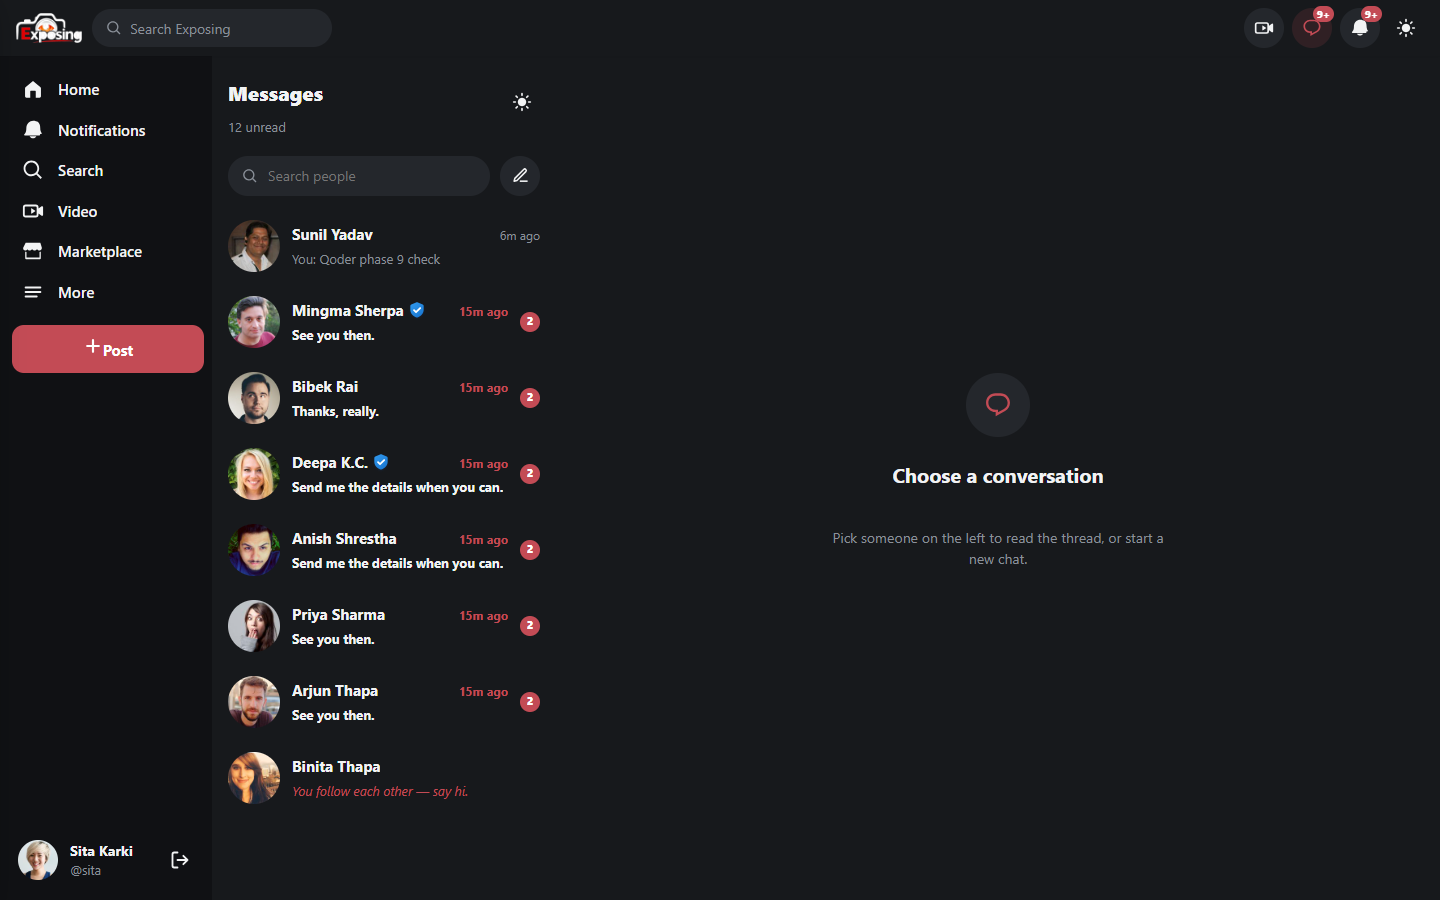 Exposing
Search Exposing
9+
9+
Home
Notifications
Search
Video
Marketplace
More
+ Post
Messages
12 unread
Search people
Sunil Yadav
6m ago
You: Qoder phase 9 check
Mingma Sherpa
15m ago
2
See you then.
Bibek Rai
15m ago
2
Thanks, really.
Deepa K.C.
15m ago
2
Send me the details when you can.
Anish Shrestha
15m ago
2
Send me the details when you can.
Priya Sharma
15m ago
2
See you then.
Arjun Thapa
15m ago
2
See you then.
Binita Thapa
You follow each other — say hi.
Choose a conversation
Pick someone on the left to read the thread, or start a
new chat.
Sita Karki
@sita